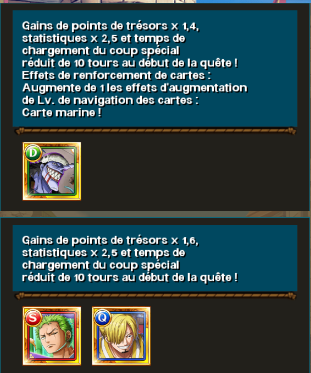 Gains de points de trésors x 1,4,
statistiques x 2,5 et temps de
chargement du coup spécial
réduit de 10 tours au début de la quête !
Effets de renforcement de cartes :
Augmente de 1 les effets d'augmentation
de Lv. de navigation des cartes :
Carte marine !
D
Gains de points de trésors x 1,6,
statistiques x 2,5 et temps de
chargement du coup spécial
réduit de 10 tours au début de la quête !
S
Q